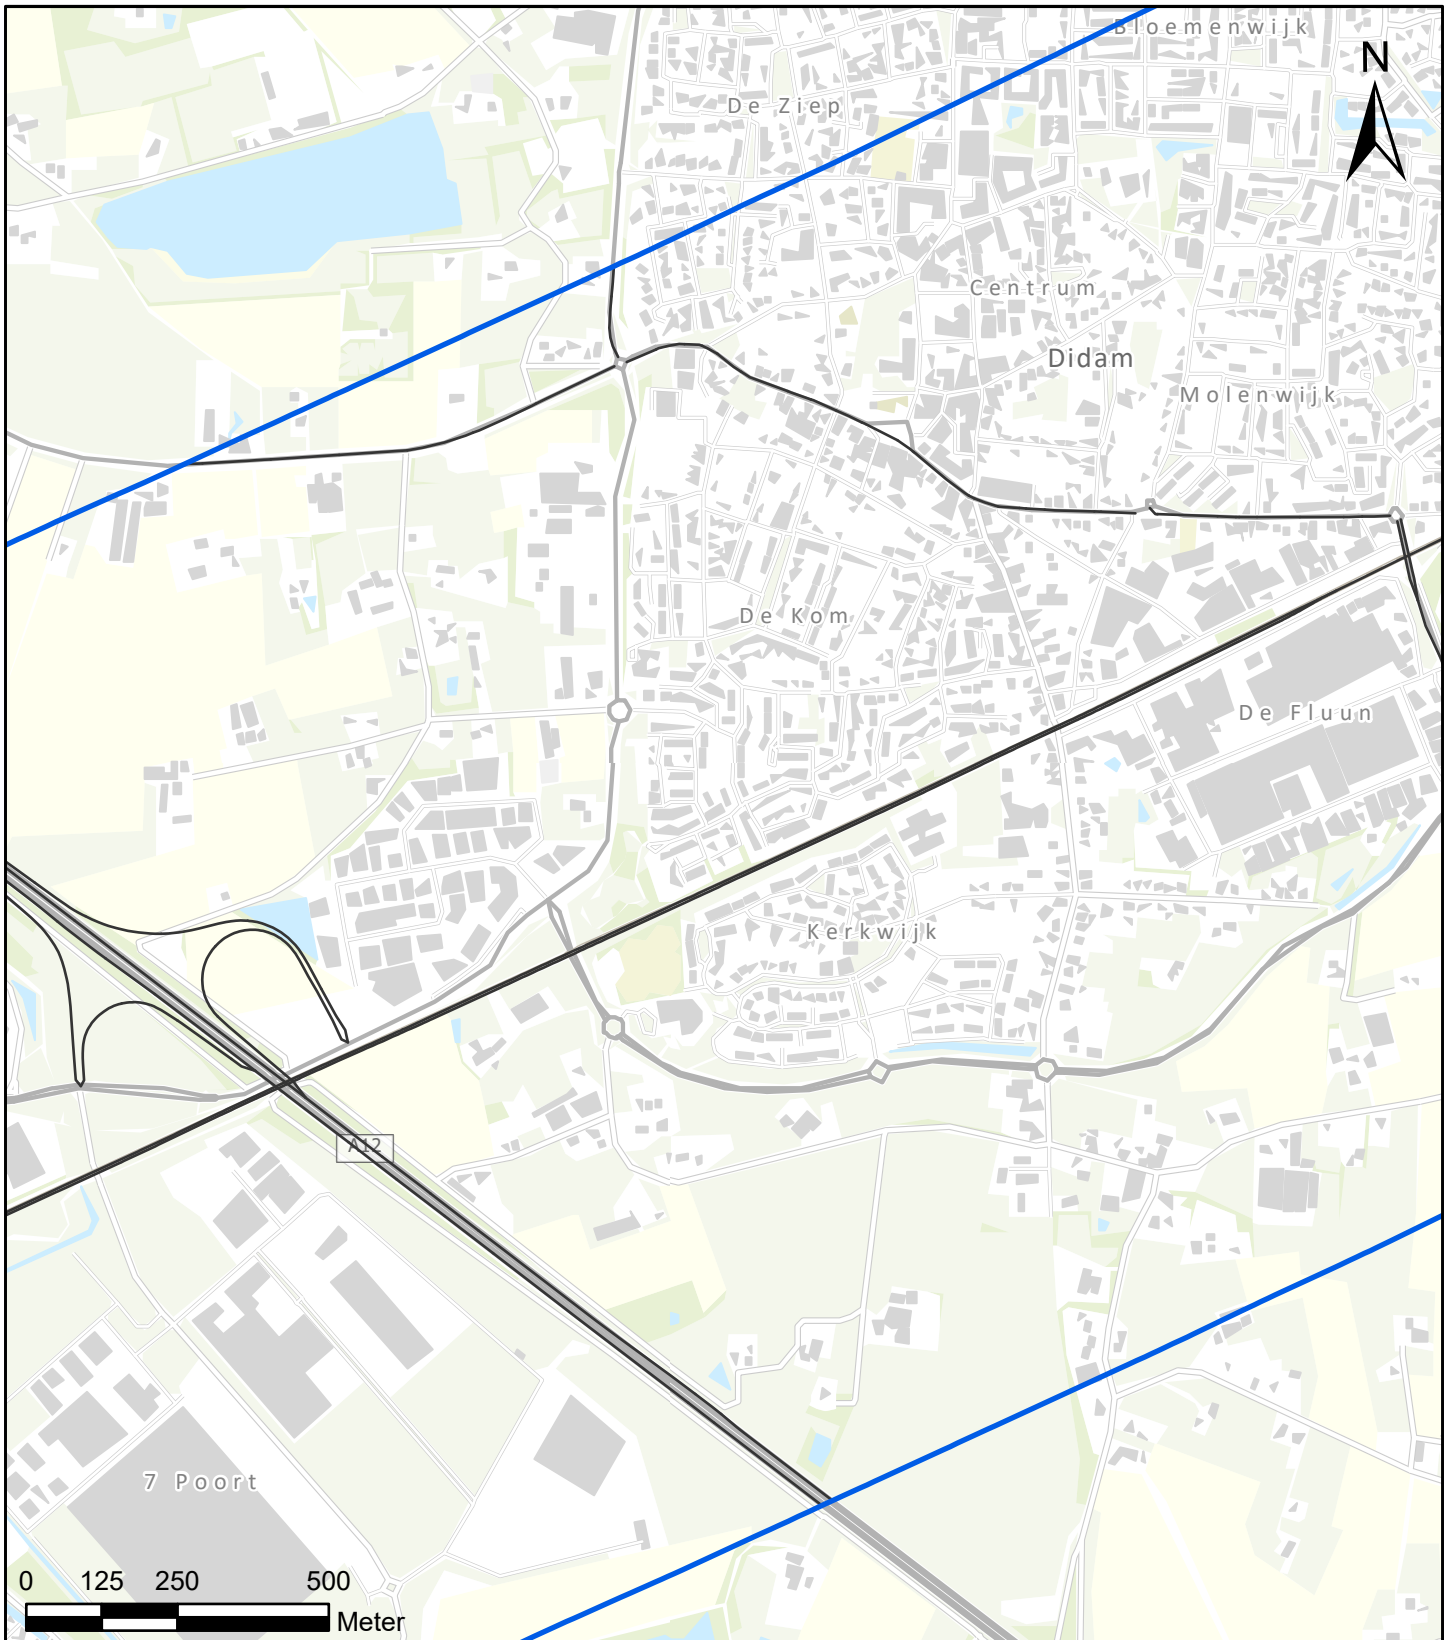 Bloemenwijk
N
De Ziep
Centrum
Didam
Molenwijk
De Kom
De Fluun
Kerkwijk
A12
7 Poort
0 125 250 500
Meter